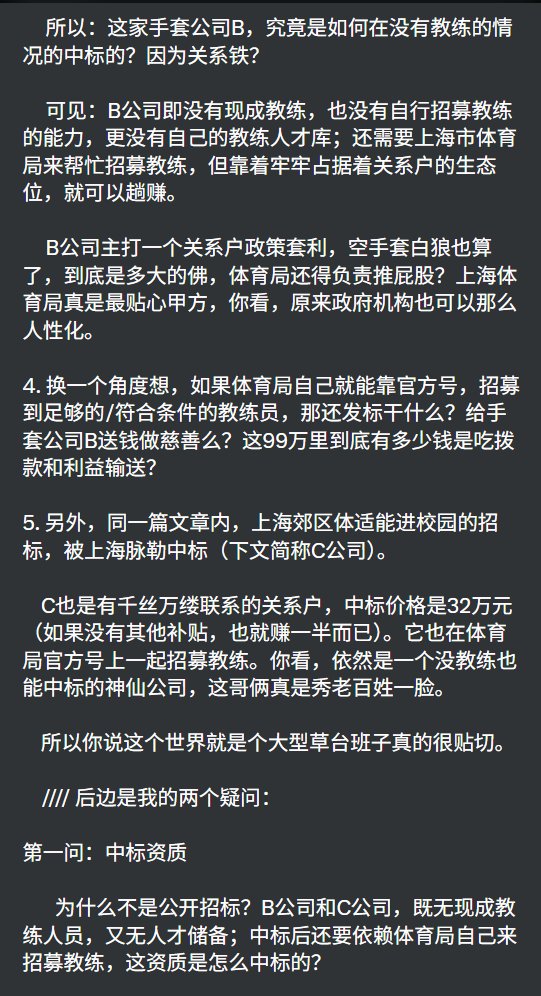 所以：这家手套公司B，究竟是如何在没有教练的情
况的中标的？因为关系铁？
可见：B公司即没有现成教练，也没有自行招募教练
的能力，更没有自己的教练人才库；还需要上海市体育
局来帮忙招募教练，但靠着牢牢占据着关系户的生态
位，就可以趟赚。
B公司主打一个关系户政策套利，空手套白狼也算
了，到底是多大的佛，体育局还得负责推屁股？上海体
育局真是最贴心甲方，你看，原来政府机构也可以那么
人性化。
4. 换一个角度想，如果体育局自己就能靠官方号，招募
到足够的/符合条件的教练员，那还发标干什么？给手
套公司B送钱做慈善么？这99万里到底有多少钱是吃拨
款和利益输送？
5. 另外，同一篇文章内，上海郊区体适能进校园的招
标，被上海脉勒中标（下文简称C公司）。
C也是有千丝万缕联系的关系户，中标价格是32万元
（如果没有其他补贴，也就赚一半而已）。它也在体育
局官方号上一起招募教练。你看，依然是一个没教练也
能中标的神仙公司，这哥俩真是秀老百姓一脸。
所以你说这个世界就是个大型草台班子真的很贴切。
//// 后边是我的两个疑问：
第一问：中标资质
为什么不是公开招标？B公司和C公司，既无现成教
练人员，又无人才储备；中标后还要依赖体育局自己来
招募教练，这资质是怎么中标的？